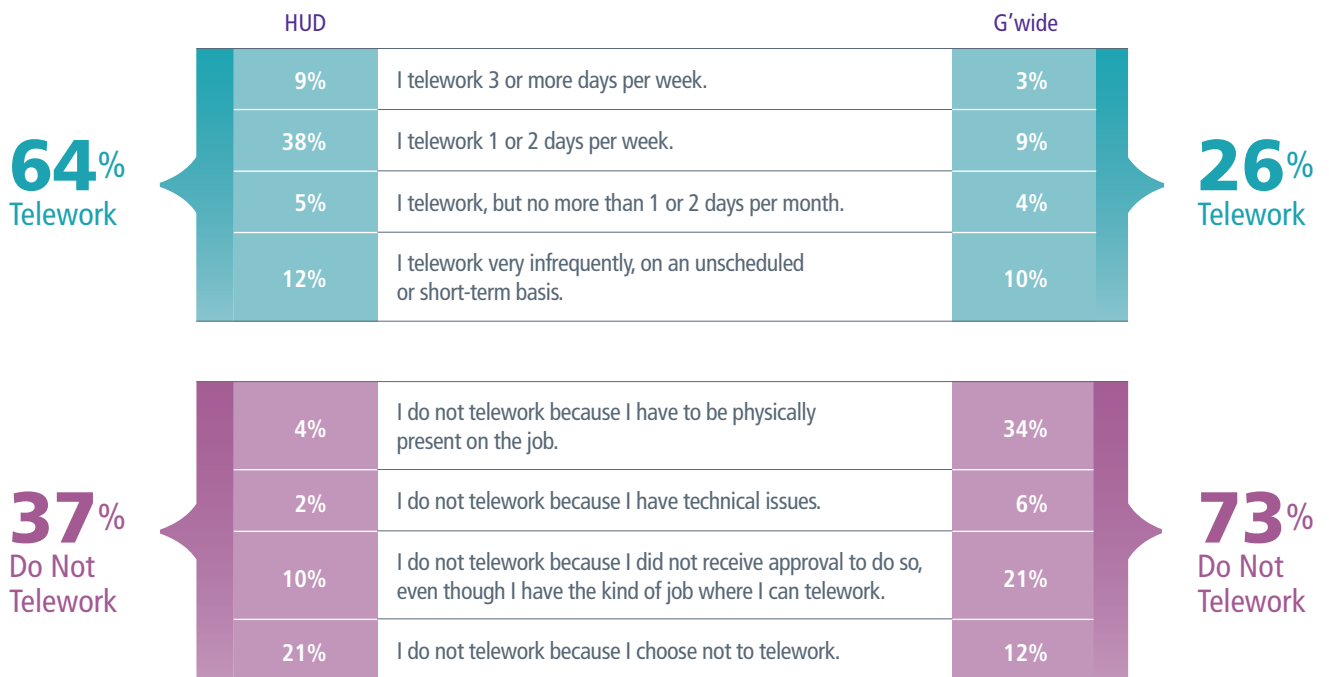 HUD G’wide
9% I telework 3 or more days per week. 3%
38% I telework 1 or 2 days per week. 9%
64%
Telework
26%
Telework
5% I telework, but no more than 1 or 2 days per month. 4%
12% I telework very infrequently, on an unscheduled
or short-term basis. 10%
4% I do not telework because I have to be physically
present on the job. 34%
2% I do not telework because I have technical issues. 6%
37%
Do Not
Telework
73%
Do Not
Telework
10% I do not telework because I did not receive approval to do so,
even though I have the kind of job where I can telework. 21%
21% I do not telework because I choose not to telework. 12%